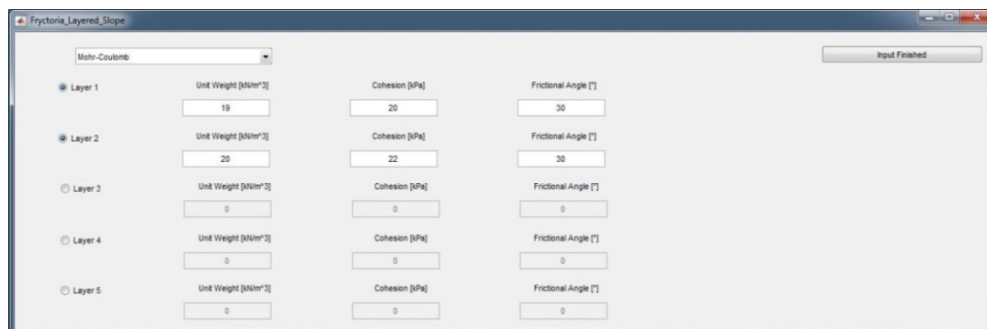 Fryctoria_Layered_Slope
Mohr-Coulomb
Input Finished
Layer 1 Unit Weight [kN/m^3] Cohesion [kPa] Frictional Angle [°]
19 20 30
Layer 2 Unit Weight [kN/m^3] Cohesion [kPa] Frictional Angle [°]
20 22 30
Layer 3 Unit Weight [kN/m^3] Cohesion [kPa] Frictional Angle [°]
0 0 0
Layer 4 Unit Weight [kN/m^3] Cohesion [kPa] Frictional Angle [°]
0 0 0
Layer 5 Unit Weight [kN/m^3] Cohesion [kPa] Frictional Angle [°]
0 0 0